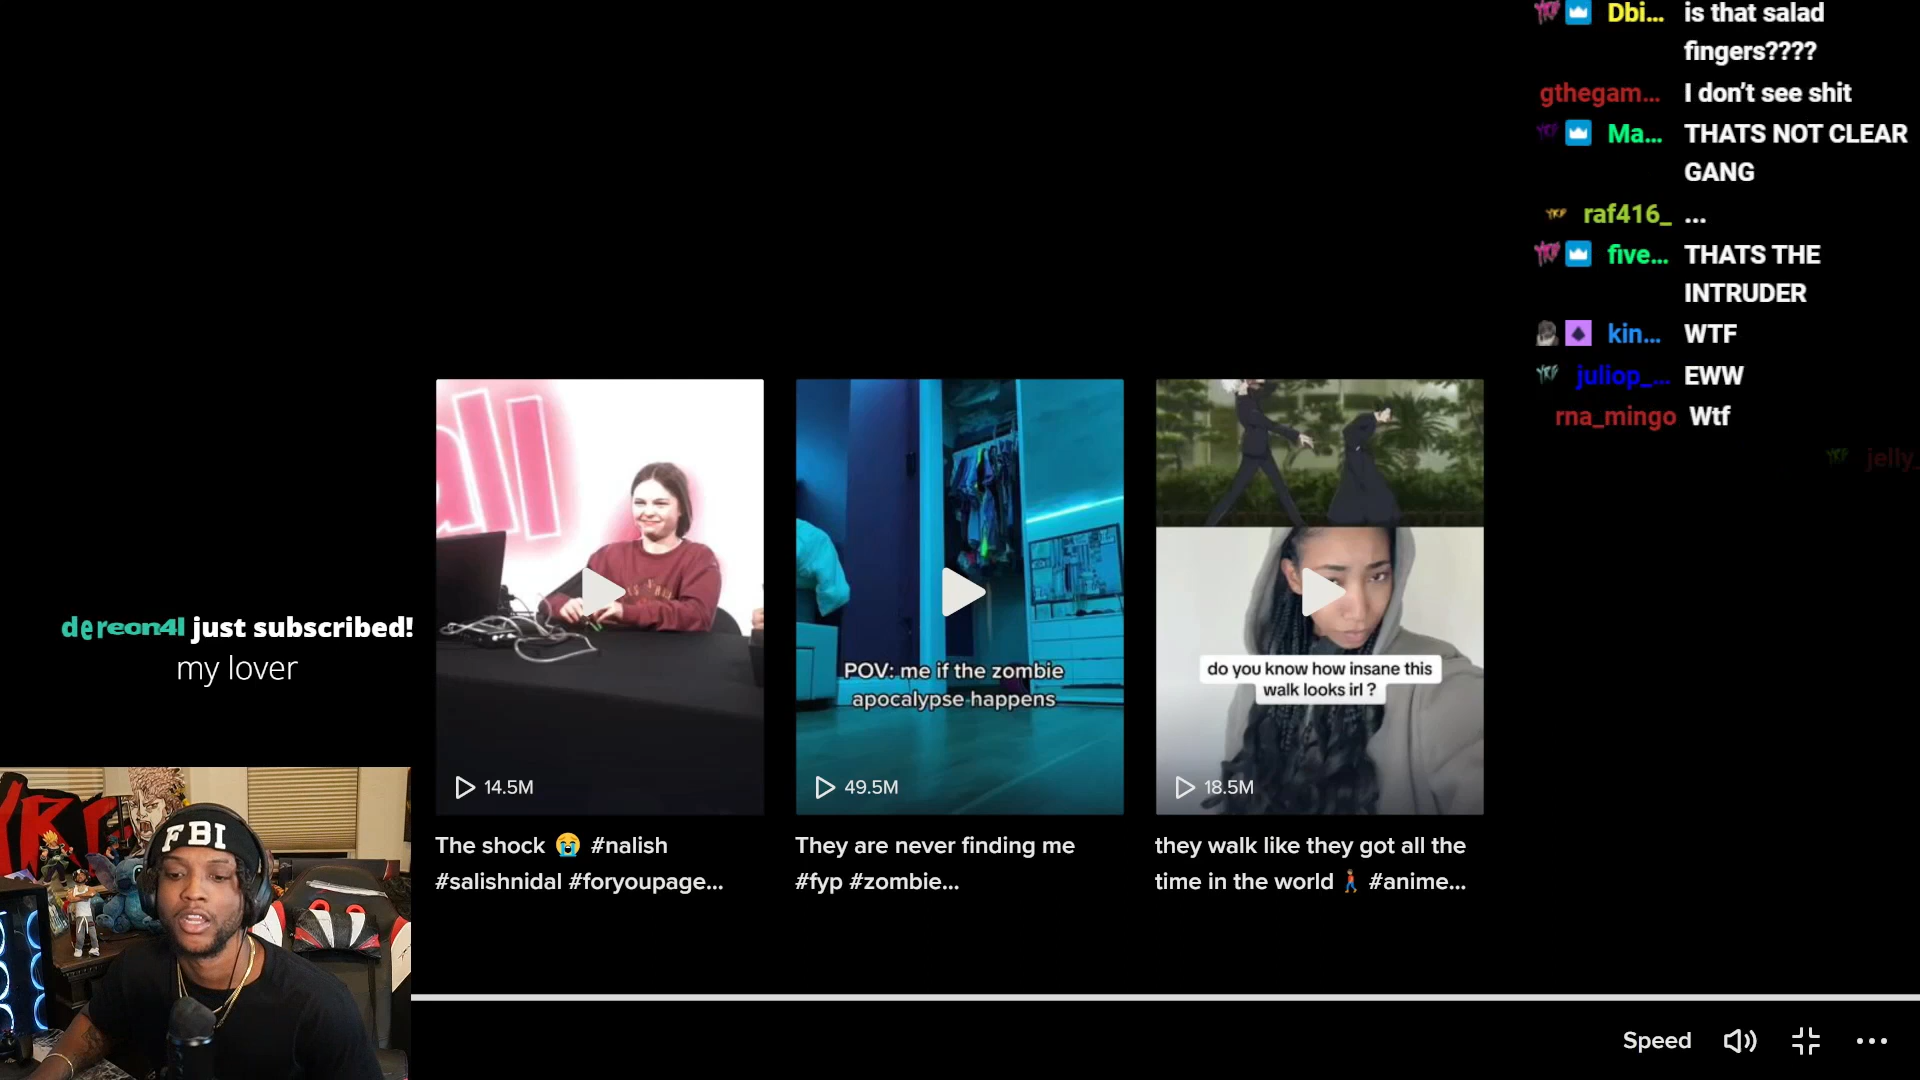 Dbi... is that salad
fingers????
gthegam... I don’t see shit
Ma... THATS NOT CLEAR
GANG
raf416_ ...
five... THATS THE
INTRUDER
kin... WTF
juliop_... EWW
rna_mingo Wtf
jelly_
dereon4l just subscribed!
my lover
POV: me if the zombie
apocalypse happens
do you know how insane this
walk looks irl ?
14.5M
49.5M
18.5M
The shock 😭 #nalish
#salishnidal #foryoupage...
They are never finding me
#fyp #zombie...
they walk like they got all the
time in the world 🚶🏾 #anime...
FBI
Speed